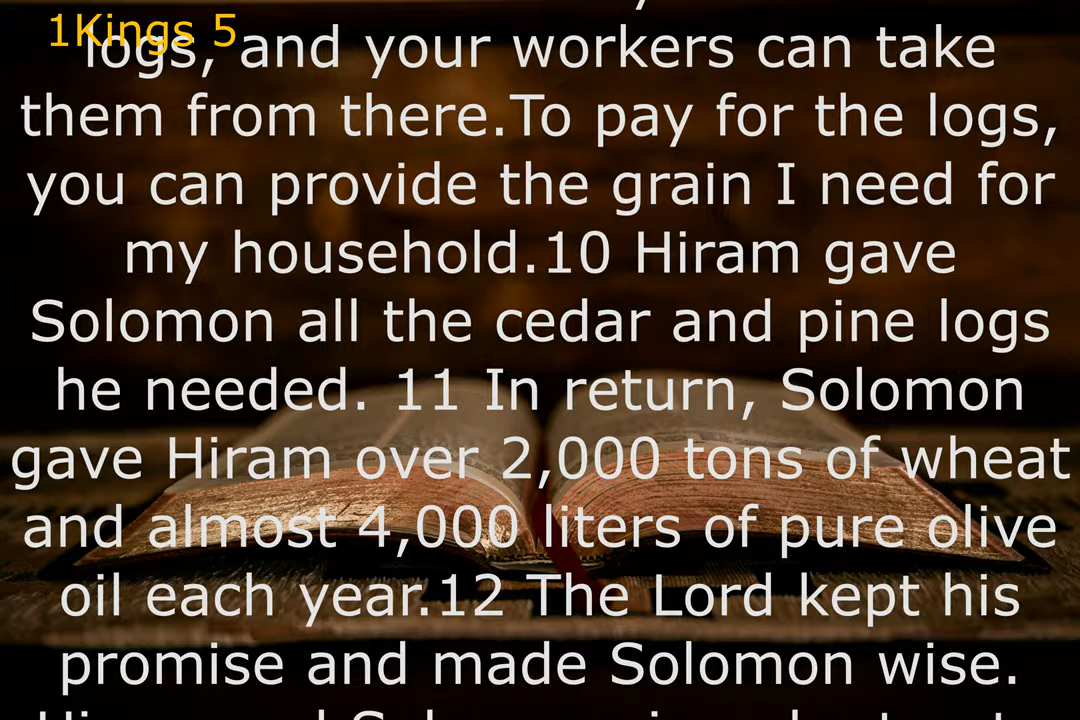 1Kings 5
logs, and your workers can take
them from there.To pay for the logs,
you can provide the grain I need for
my household.10 Hiram gave
Solomon all the cedar and pine logs
he needed. 11 In return, Solomon
gave Hiram over 2,000 tons of wheat
and almost 4,000 liters of pure olive
oil each year.12 The Lord kept his
promise and made Solomon wise.